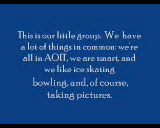 This is our little group. We have
a lot of things in common: we're
all in AOIT, we are smart, and
we like ice skating
bowling, and, of course,
taking pictures.